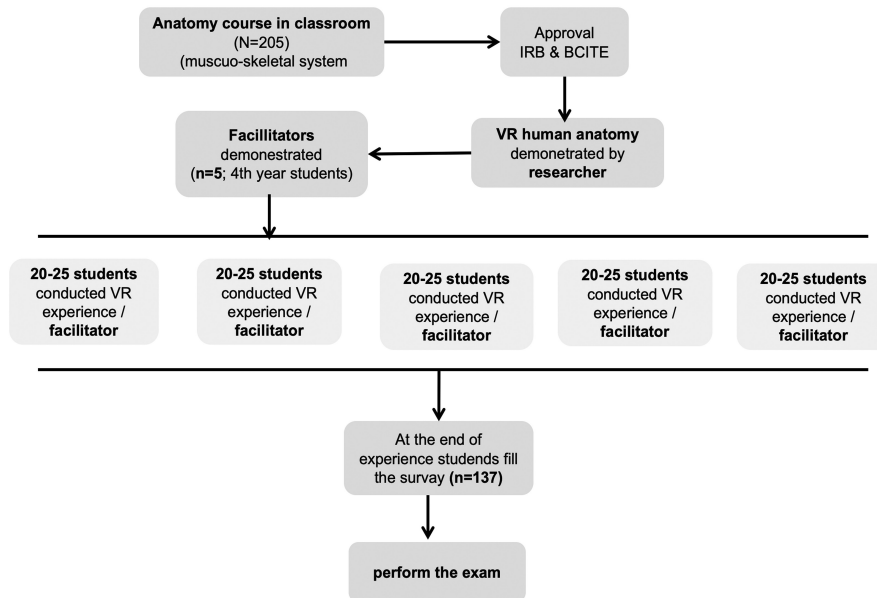 Anatomy course in classroom
(N=205)
(muscuo-skeletal system
Approval
IRB & BCITE
Facillitators
demonestrated
(n=5; 4th year students)
VR human anatomy
demonetrated by
researcher
20-25 students
conducted VR
experience /
facilitator
20-25 students
conducted VR
experience /
facilitator
20-25 students
conducted VR
experience /
facilitator
20-25 students
conducted VR
experience /
facilitator
20-25 students
conducted VR
experience /
facilitator
At the end of
experience studends fill
the survay (n=137)
perform the exam